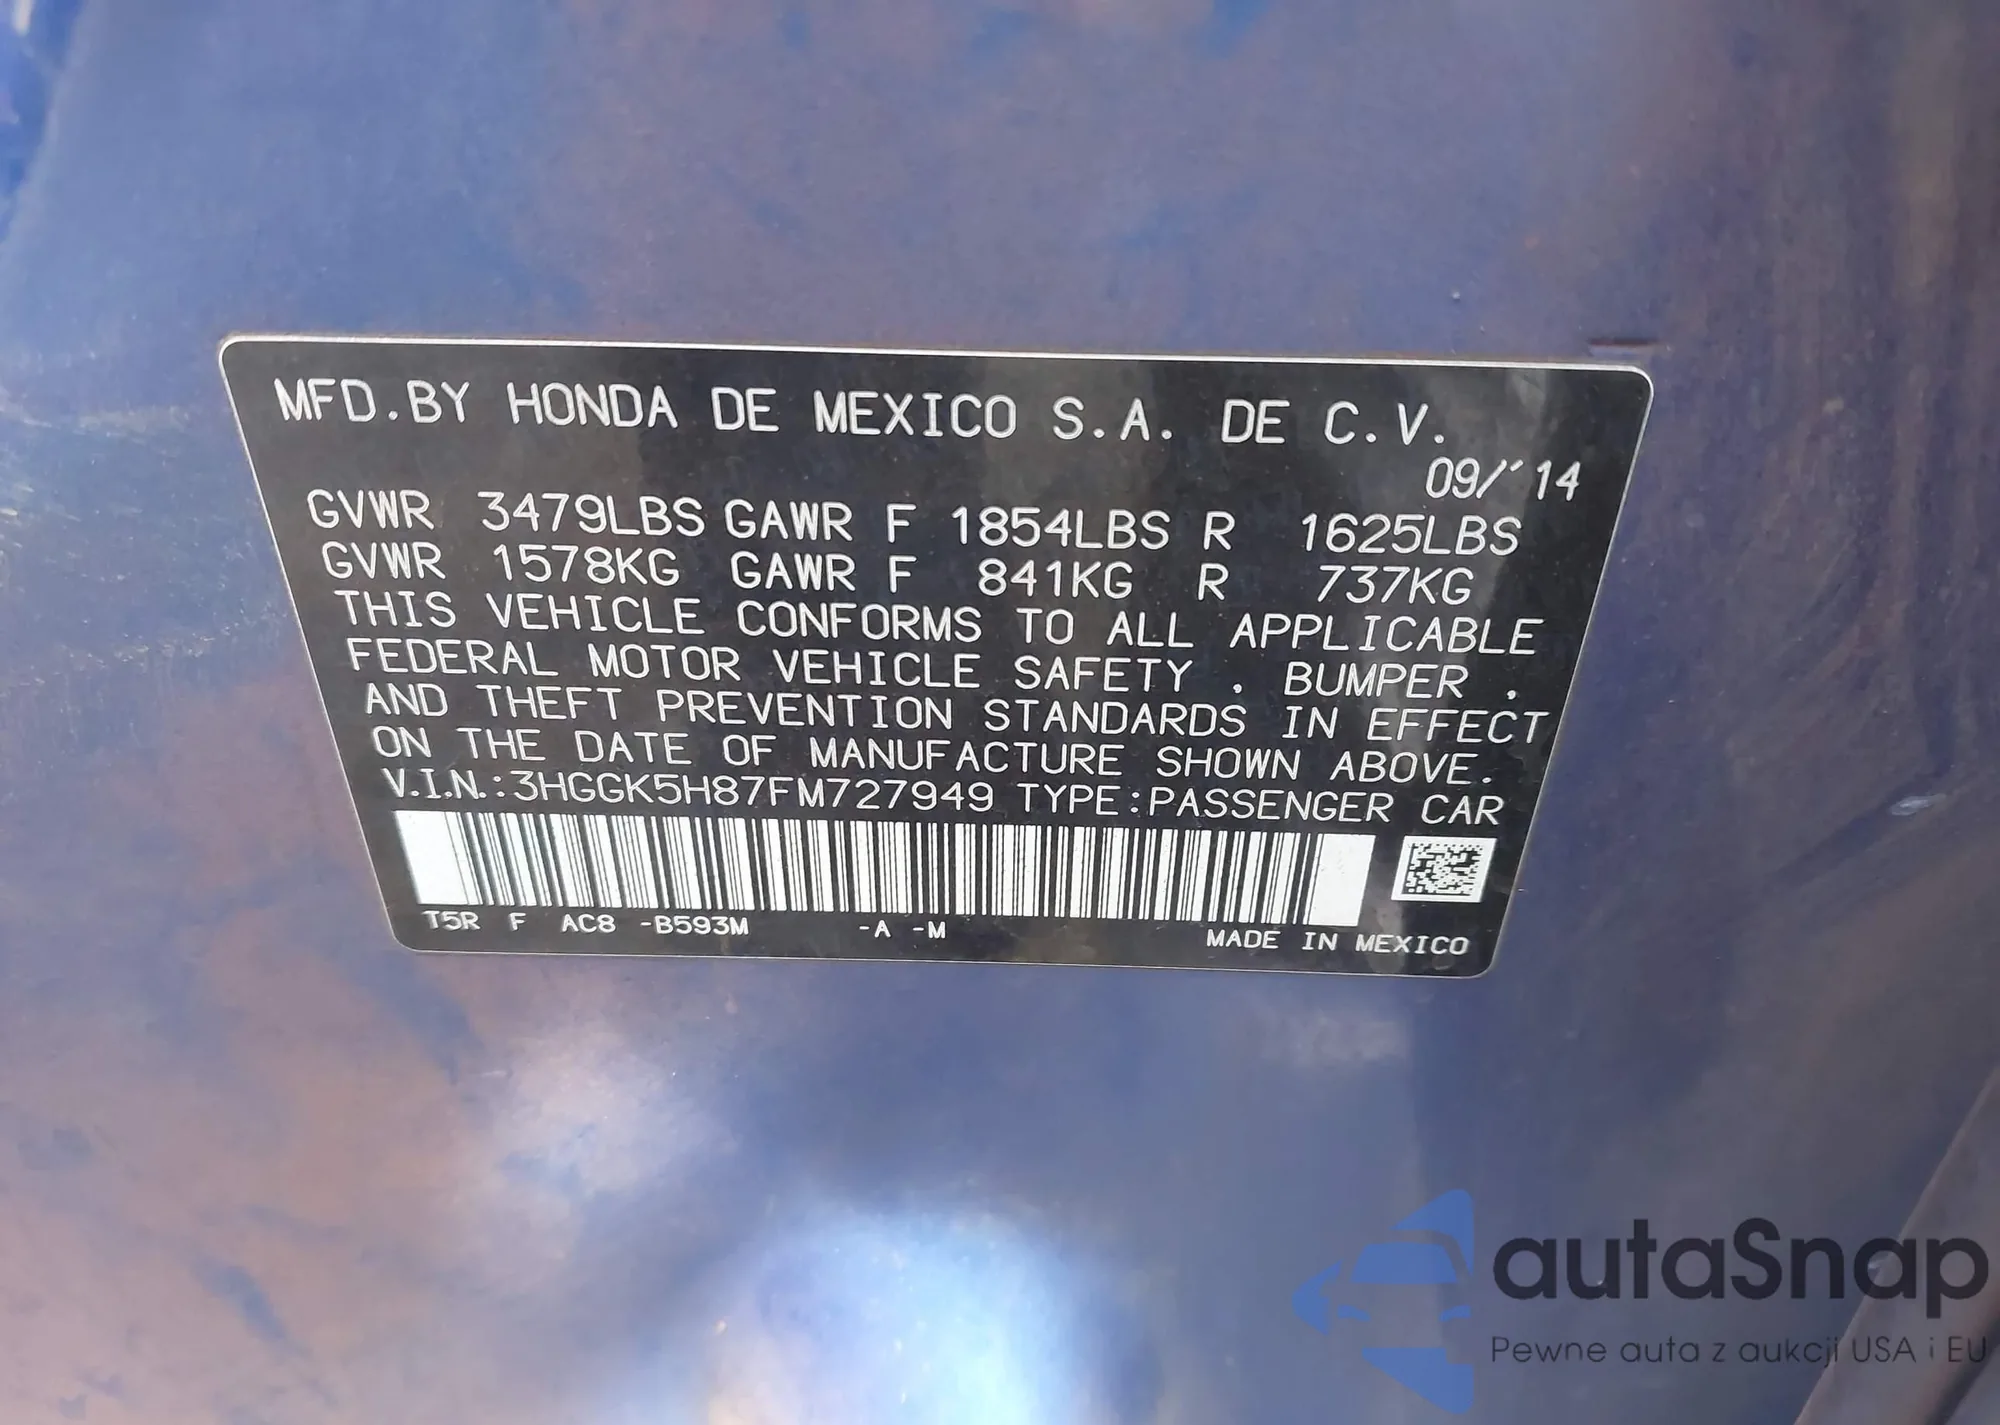 MFD.BY HONDA DE MEXICO S.A. DE C.V.
09/'14
GVWR 3479LBS GAWR F 1854LBS R 1625LBS
GVWR 1578KG GAWR F 841KG R 737KG
THIS VEHICLE CONFORMS TO ALL APPLICABLE
FEDERAL MOTOR VEHICLE SAFETY , BUMPER ,
AND THEFT PREVENTION STANDARDS IN EFFECT
ON THE DATE OF MANUFACTURE SHOWN ABOVE.
V.I.N.:3HGGK5H87FM727949 TYPE:PASSENGER CAR
T5R F AC8 -B593M -A -M
MADE IN MEXICO
autaSnap
Pewne auta z aukcji USA i EU